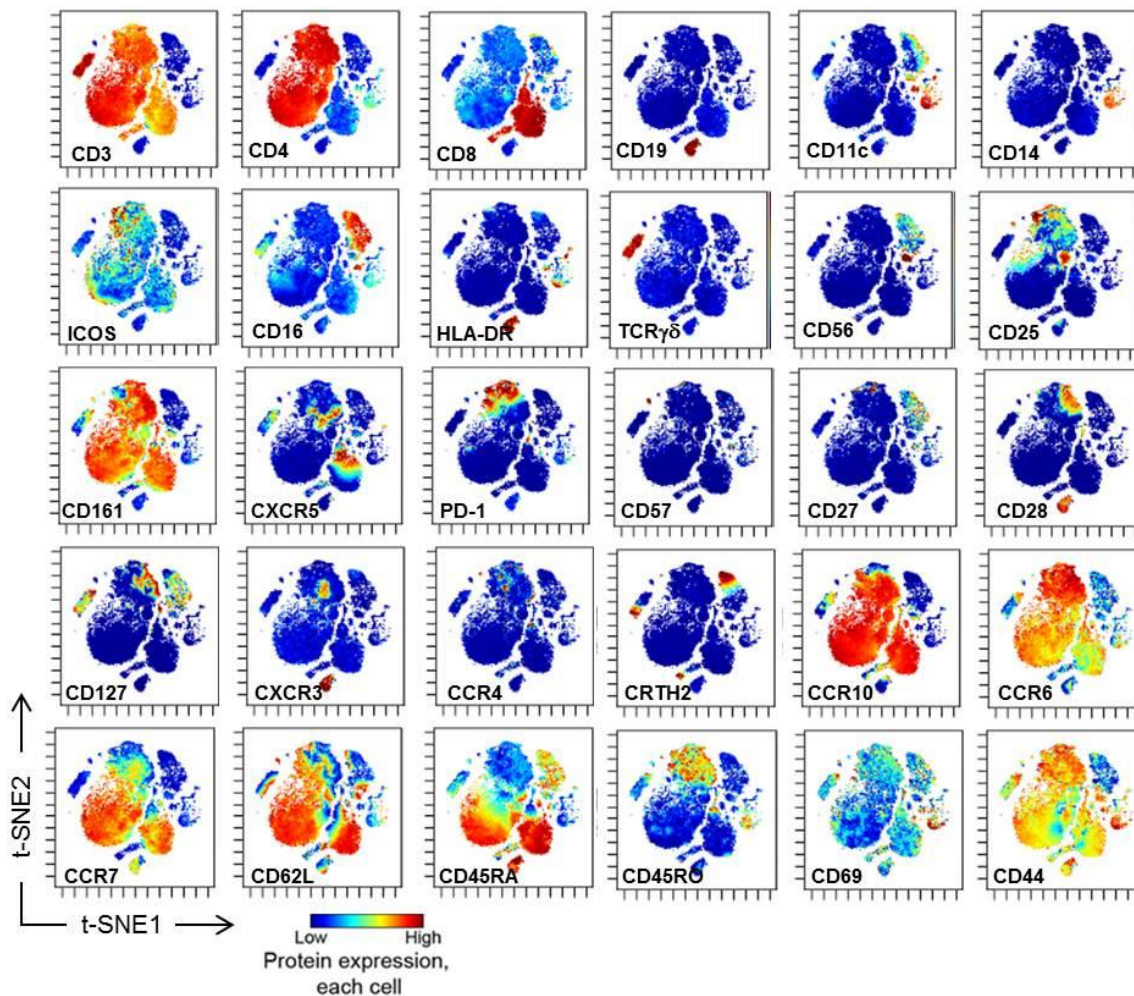 CD3 CD4 CD8 CD19 CD11c CD14
ICOS CD16 HLA-DR TCRγδ CD56 CD25
CD161 CXCR5 PD-1 CD57 CD27 CD28
CD127 CXCR3 CCR4 CRTH2 CCR10 CCR6
CCR7 CD62L CD45RA CD45RO CD69 CD44
t-SNE2
t-SNE1
Low High
Protein expression,
each cell